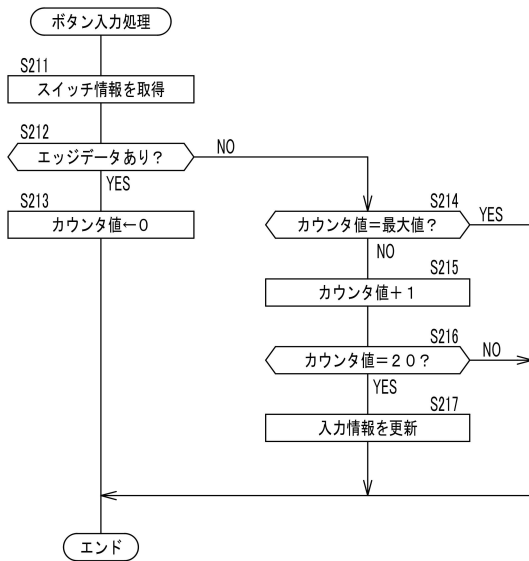 ボタン入力処理
S211
スイッチ情報を取得
S212
エッジデータあり？
NO
YES
S213
カウンタ値←０
S214
カウンタ値＝最大値？
YES
NO
S215
カウンタ値＋１
S216
カウンタ値＝２０？
NO
YES
S217
入力情報を更新
エンド